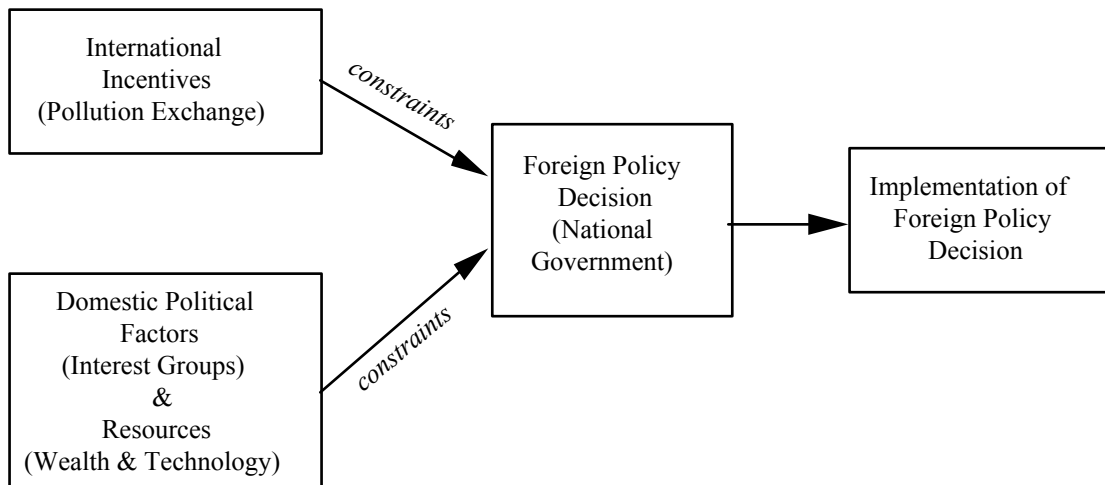 International
Incentives
(Pollution Exchange)
constraints
Foreign Policy
Decision
(National
Government)
Implementation of
Foreign Policy
Decision
Domestic Political
Factors
(Interest Groups)
&
Resources
(Wealth & Technology)
constraints